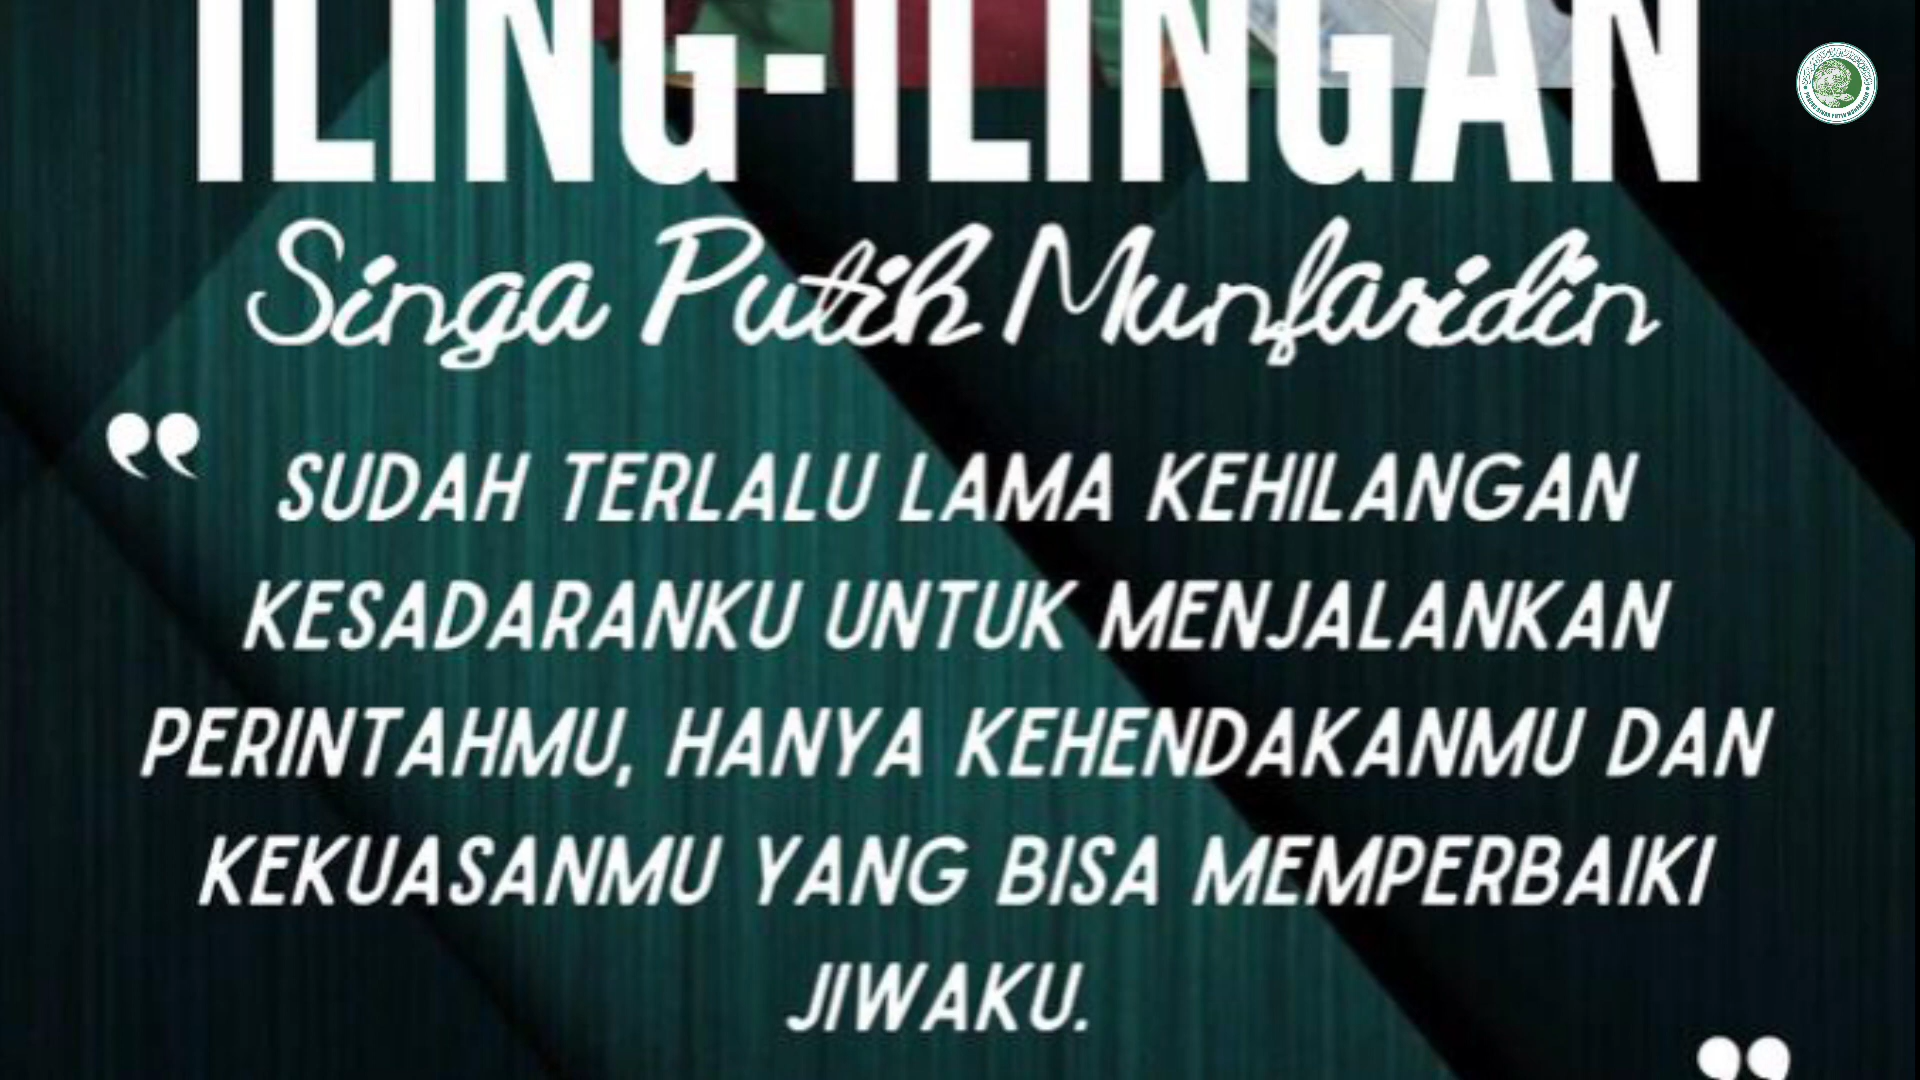 ILING-ILINGAN
Singa Putih Munfaridin
“ SUDAH TERLALU LAMA KEHILANGAN
KESADARANKU UNTUK MENJALANKAN
PERINTAHMU, HANYA KEHENDAKANMU DAN
KEKUASANMU YANG BISA MEMPERBAIKI
JIWAKU.
”